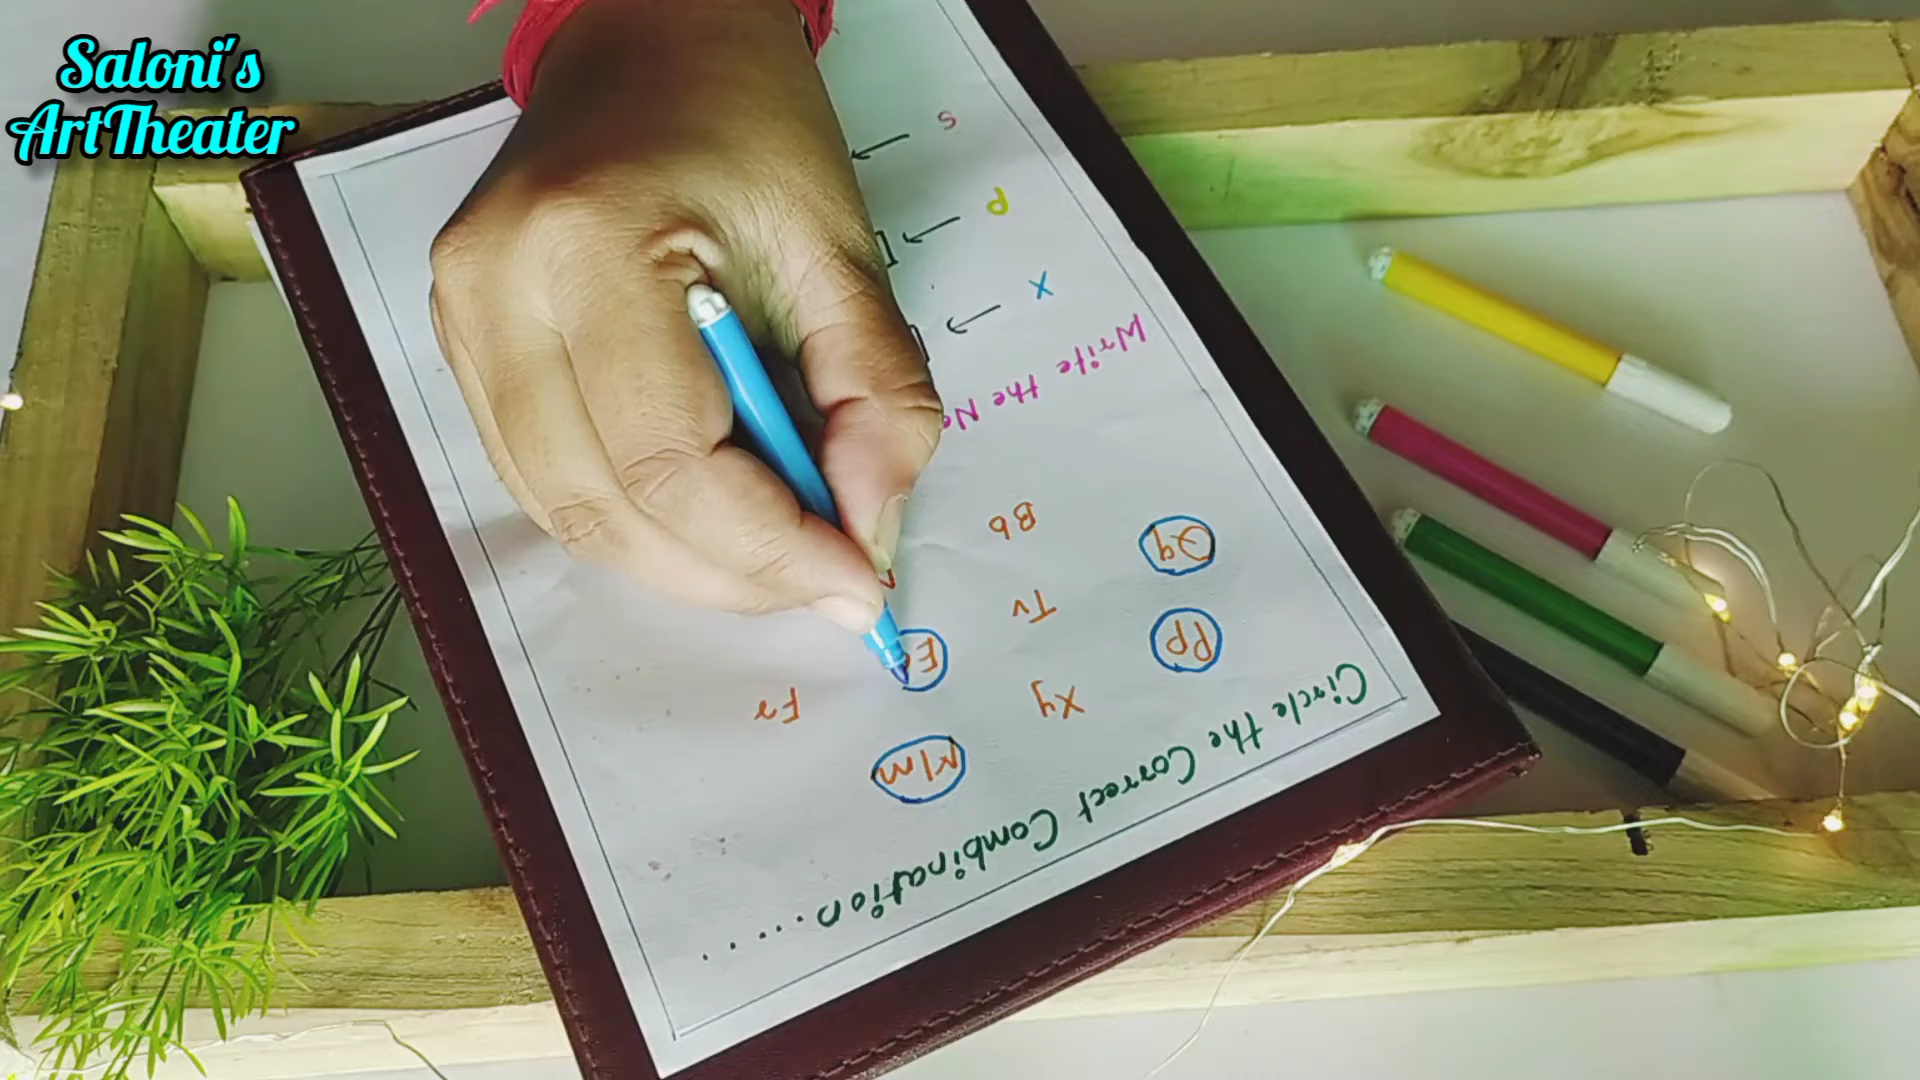 Saloni's
ArtTheater
Circle the Correct Combination.....
Pp Xy Mm
Qq Tv Fr
Bb
Write the
x
p
s